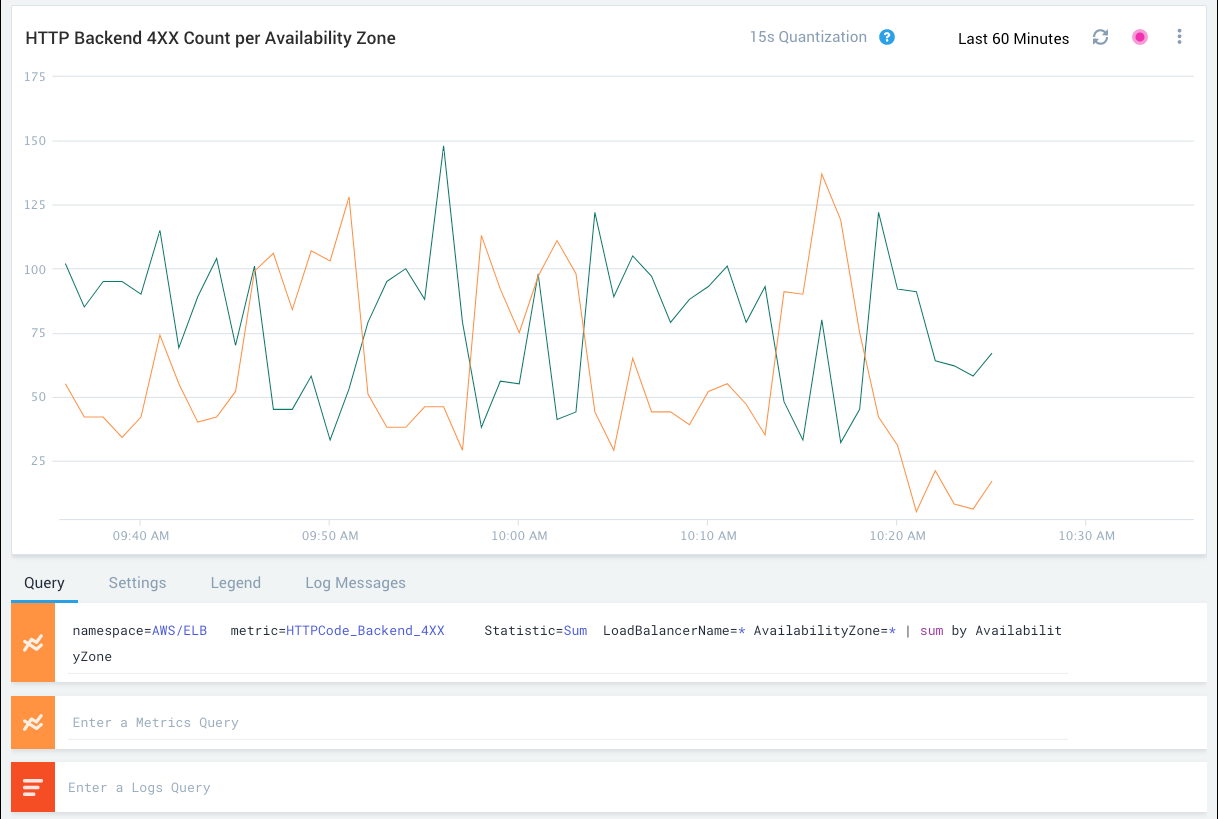 HTTP Backend 4XX Count per Availability Zone
15s Quantization ?
Last 60 Minutes
175
150
125
100
75
50
25
09:40 AM 09:50 AM 10:00 AM 10:10 AM 10:20 AM 10:30 AM
Query Settings Legend Log Messages
namespace=AWS/ELB metric=HTTPCode_Backend_4XX Statistic=Sum LoadBalancerName=* AvailabilityZone=* | sum by Availabilit
yZone
Enter a Metrics Query
Enter a Logs Query